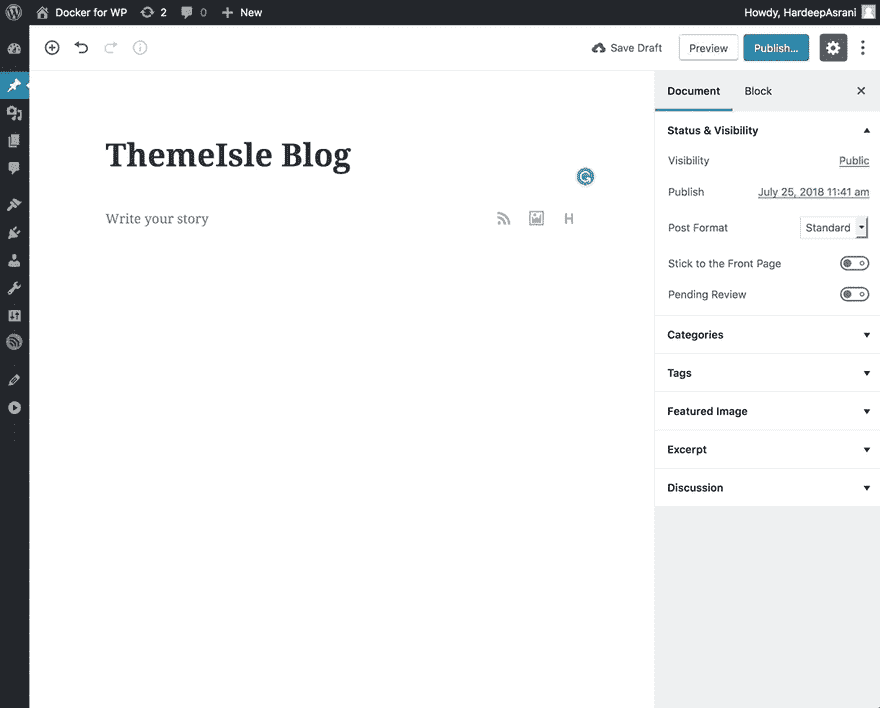 Docker for WP 2 0 New Howdy, HardeepAsrani
Save Draft Preview Publish...
Document Block
ThemeIsle Blog
Write your story H
Status & Visibility
Visibility Public
Publish July 25, 2018 11:41 am
Post Format Standard
Stick to the Front Page
Pending Review
Categories
Tags
Featured Image
Excerpt
Discussion